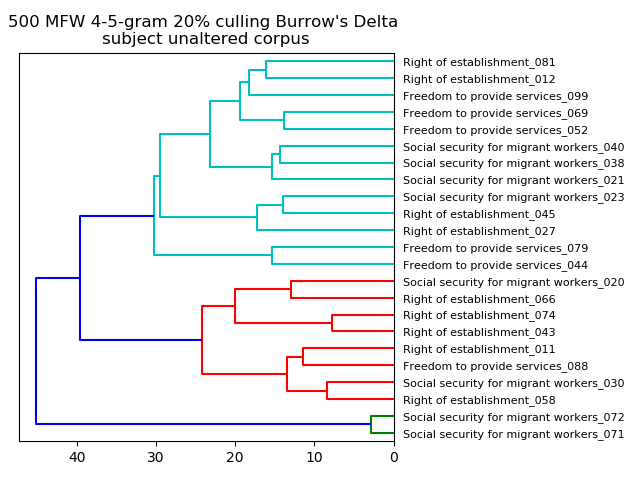 500 MFW 4-5-gram 20% culling Burrow's Delta
subject unaltered corpus
Right of establishment_081
Right of establishment_012
Freedom to provide services_099
Freedom to provide services_069
Freedom to provide services_052
Social security for migrant workers_040
Social security for migrant workers_038
Social security for migrant workers_021
Social security for migrant workers_023
Right of establishment_045
Right of establishment_027
Freedom to provide services_079
Freedom to provide services_044
Social security for migrant workers_020
Right of establishment_066
Right of establishment_074
Right of establishment_043
Right of establishment_011
Freedom to provide services_088
Social security for migrant workers_030
Right of establishment_058
Social security for migrant workers_072
Social security for migrant workers_071
40 30 20 10 0